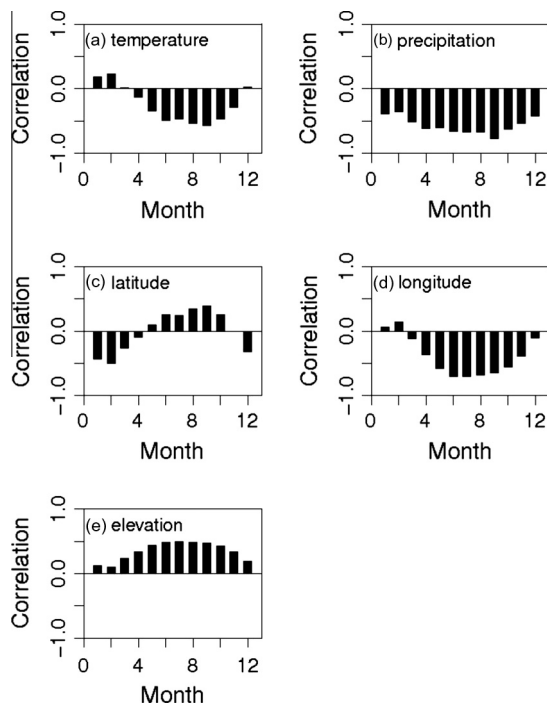 (a) temperature
Correlation
1.0
0.0
−1.0
0 4 8 12
Month
(b) precipitation
Correlation
1.0
0.0
−1.0
0 4 8 12
Month
(c) latitude
Correlation
1.0
0.0
−1.0
0 4 8 12
Month
(d) longitude
Correlation
1.0
0.0
−1.0
0 4 8 12
Month
(e) elevation
Correlation
1.0
0.0
−1.0
0 4 8 12
Month